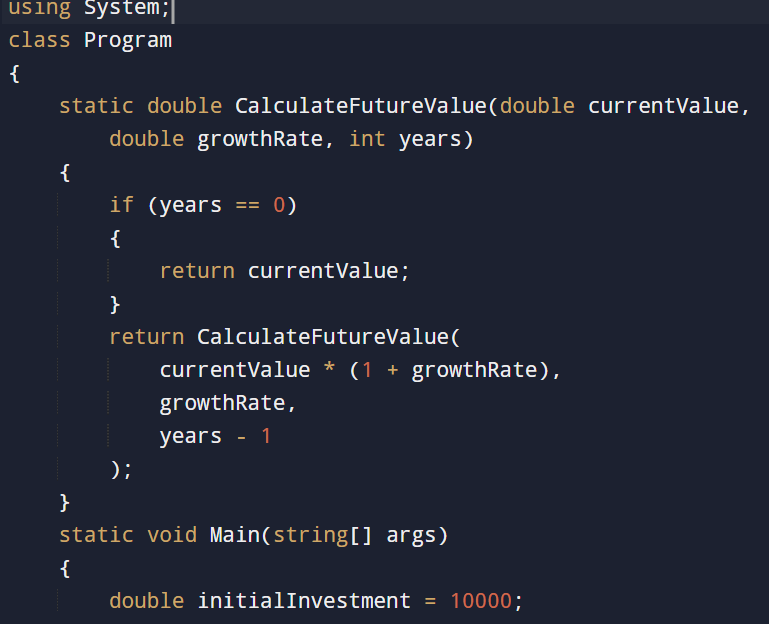 using System;
class Program
{
    static double CalculateFutureValue(double currentValue,
        double growthRate, int years)
    {
        if (years == 0)
        {
            return currentValue;
        }
        return CalculateFutureValue(
            currentValue * (1 + growthRate),
            growthRate,
            years - 1
        );
    }
    static void Main(string[] args)
    {
        double initialInvestment = 10000;